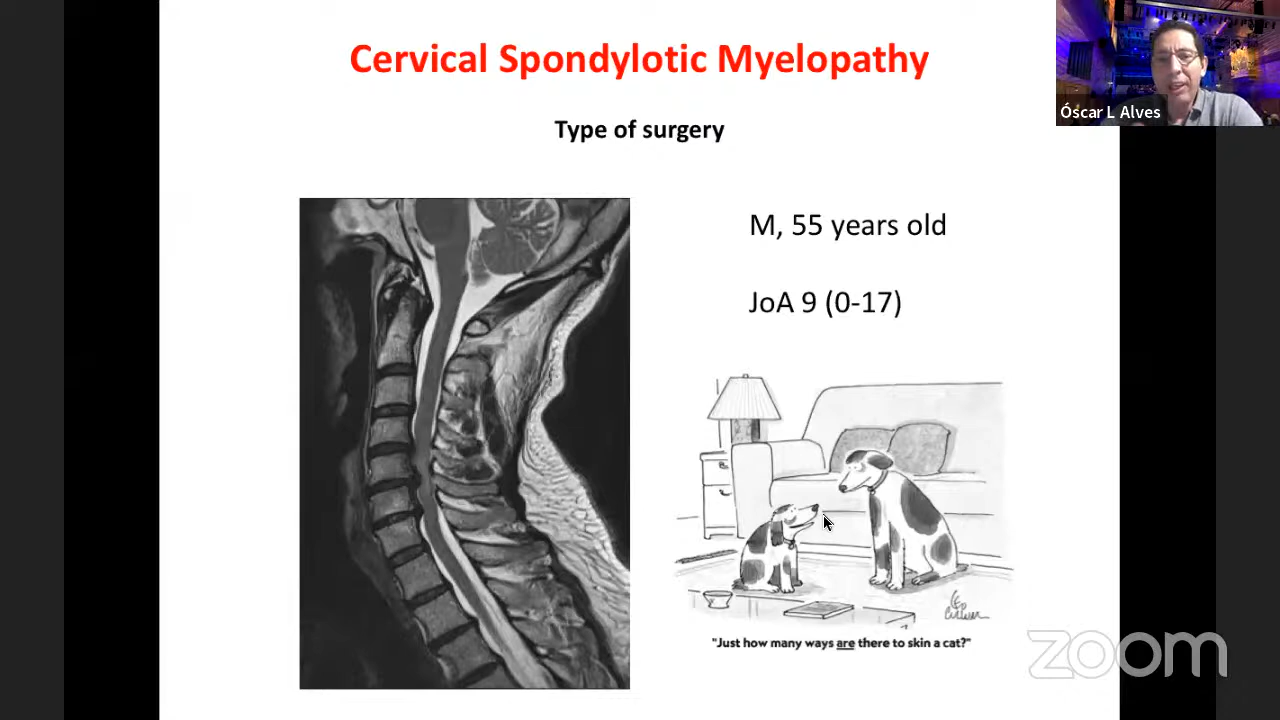 Cervical Spondylotic Myelopathy
Óscar L Alves
Type of surgery
M, 55 years old
JoA 9 (0-17)
"Just how many ways are there to skin a cat?"
zoom